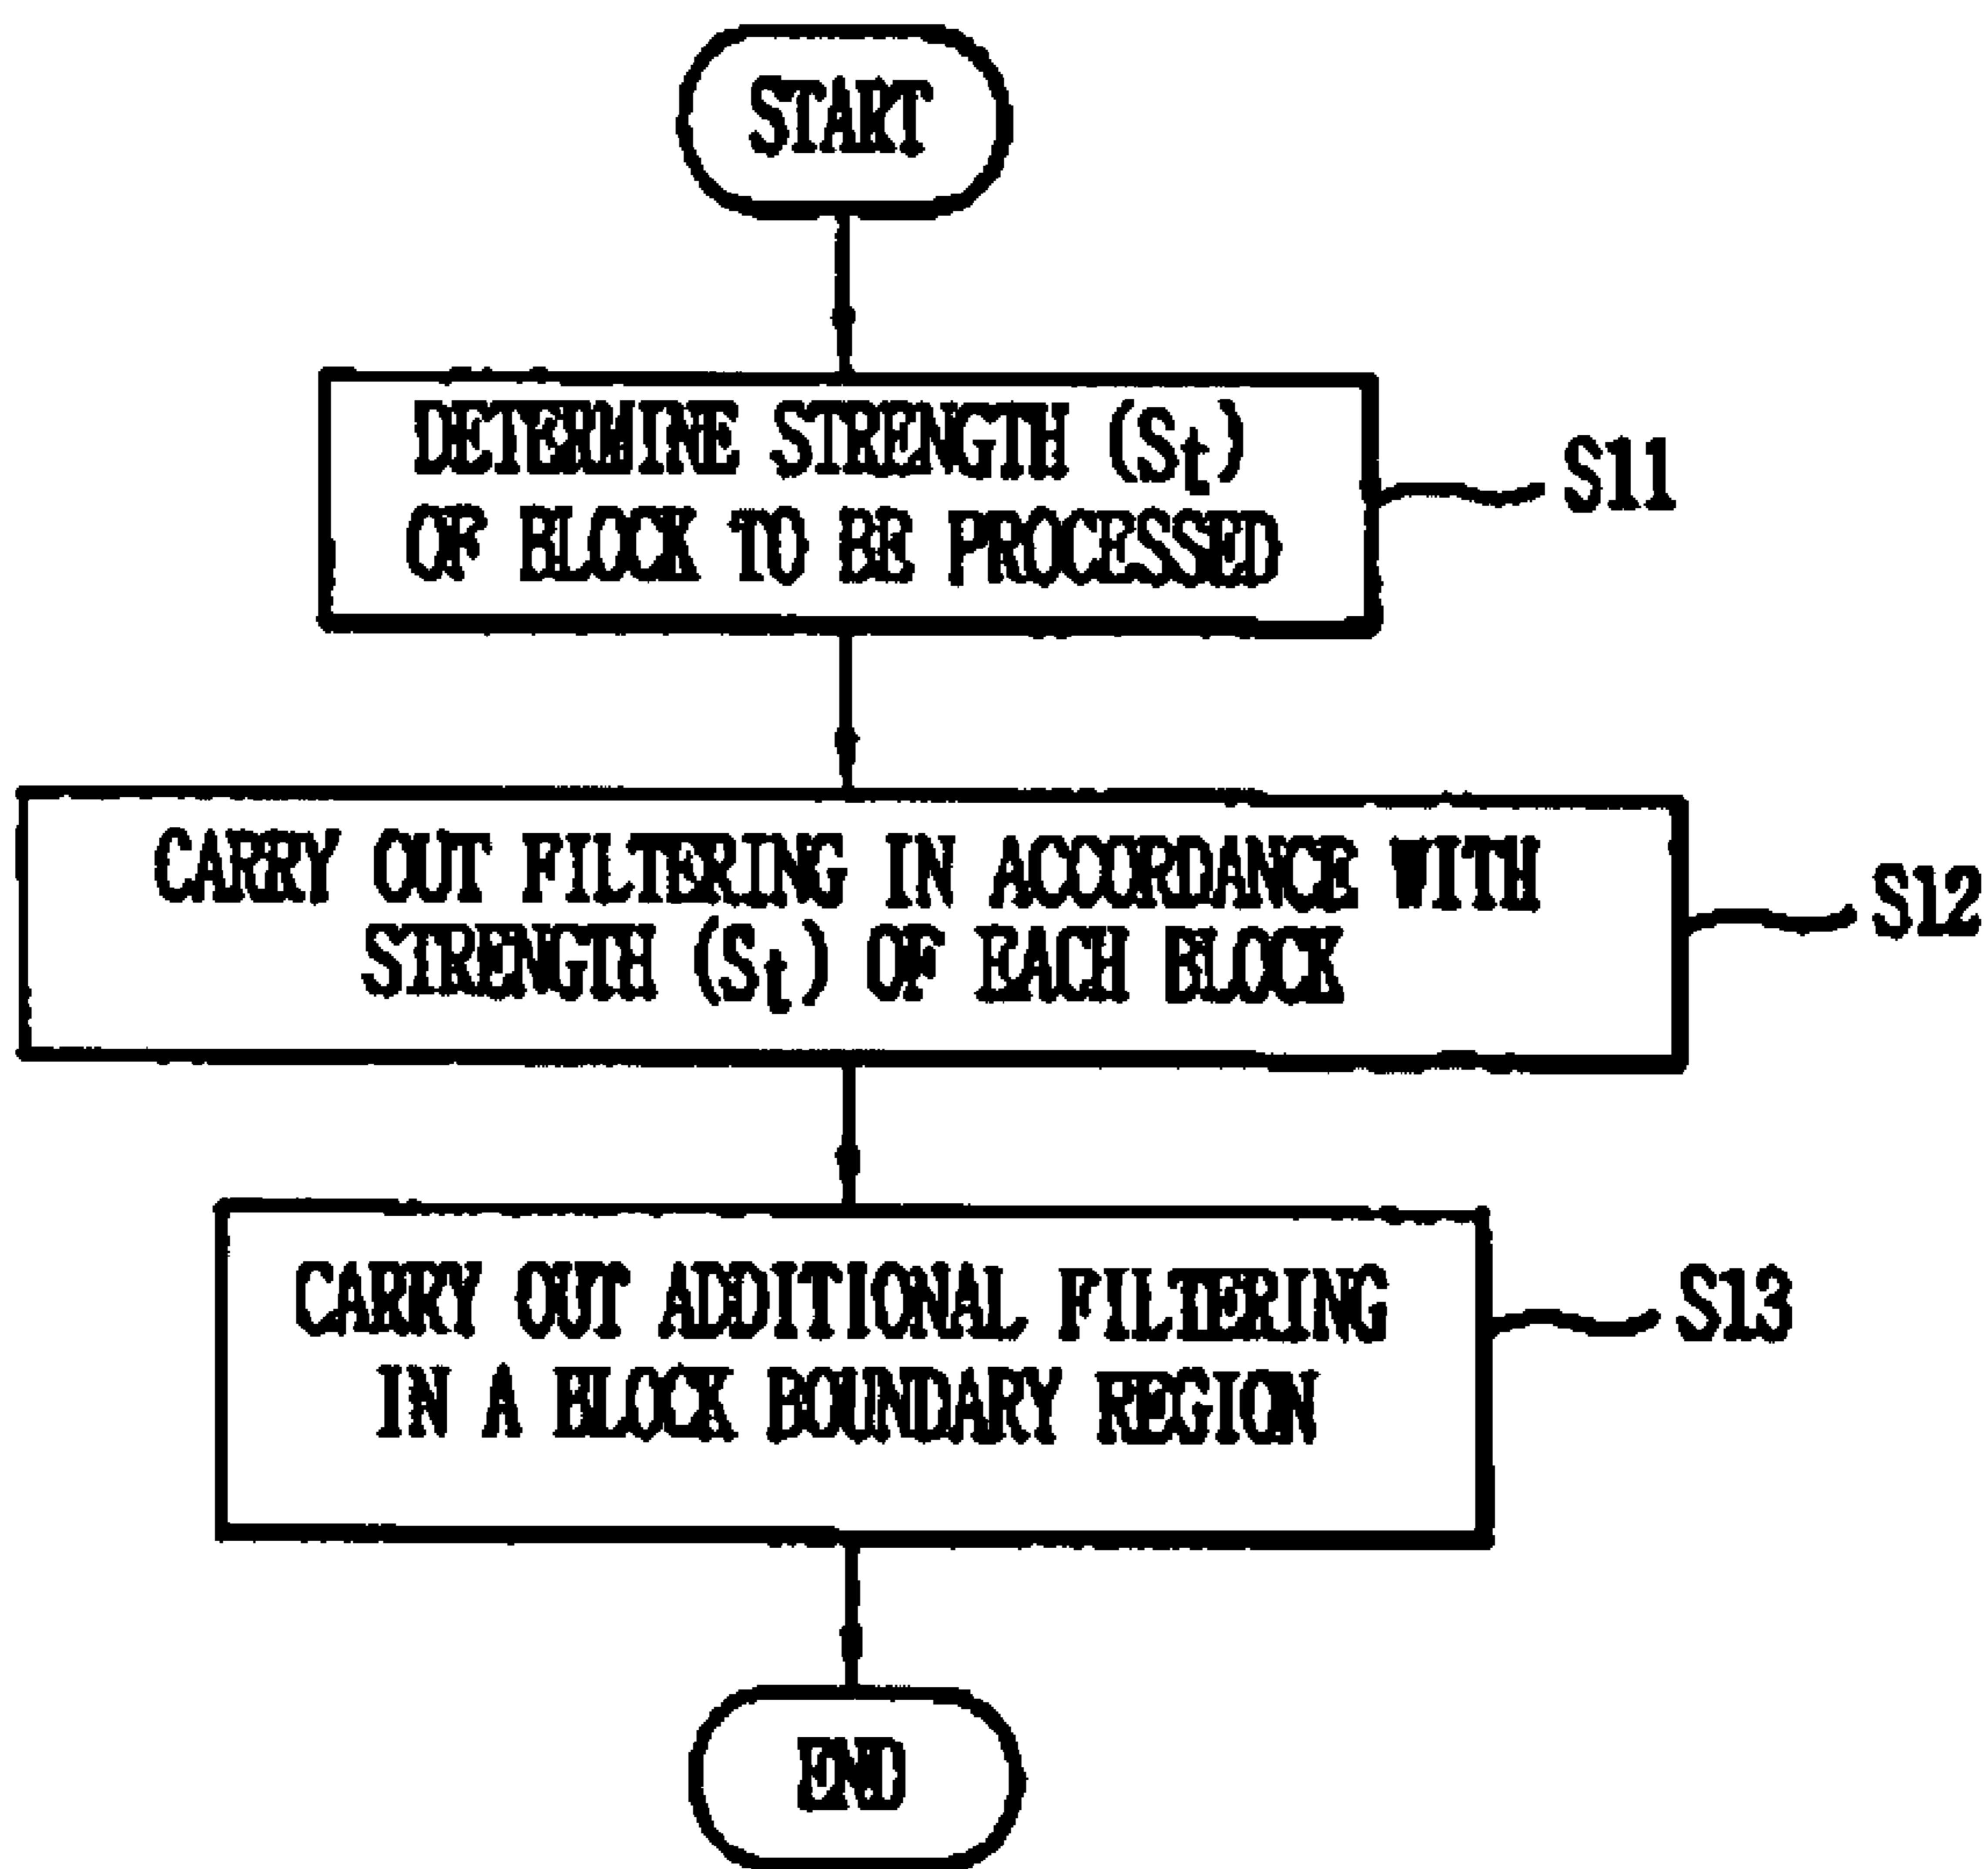 START
DETERMINE STRENGTH (St)
OF BLOCK TO BE PROCESSED
S11
CARRY OUT FILTERING IN ACCORDANCE WITH
STRENGTH (St) OF EACH BLOCK
S12
CARRY OUT ADDITIONAL FILTERING
IN A BLOCK BOUNDARY REGION
S13
END